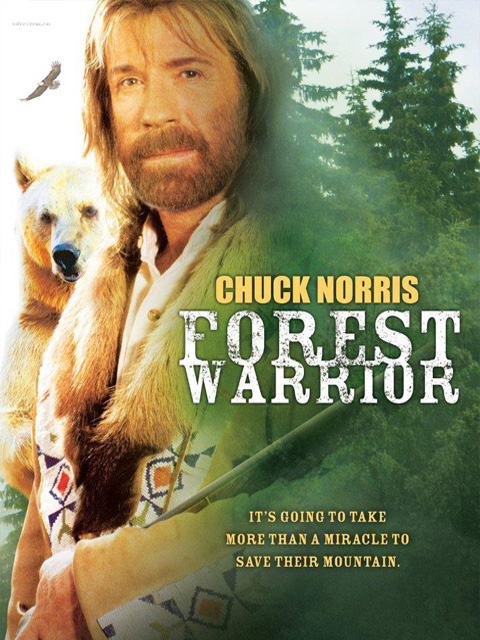 CHUCK NORRIS
FOREST
WARRIOR
IT'S GOING TO TAKE
MORE THAN A MIRACLE TO
SAVE THEIR MOUNTAIN.